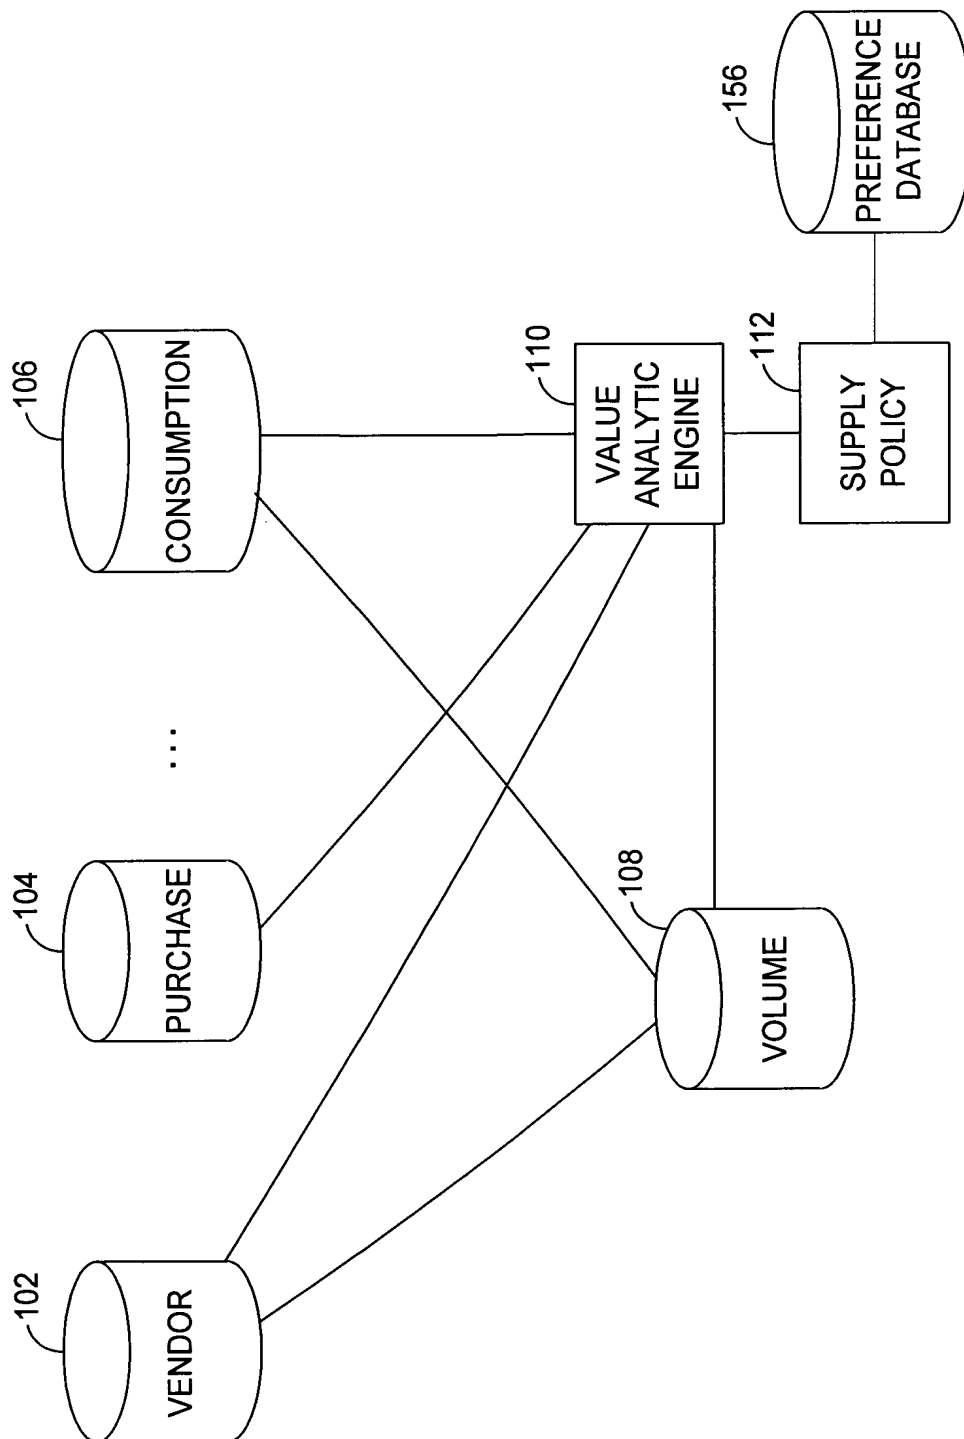 102
VENDOR
104
PURCHASE
...
106
CONSUMPTION
108
VOLUME
110
VALUE
ANALYTIC
ENGINE
112
SUPPLY
POLICY
156
PREFERENCE
DATABASE